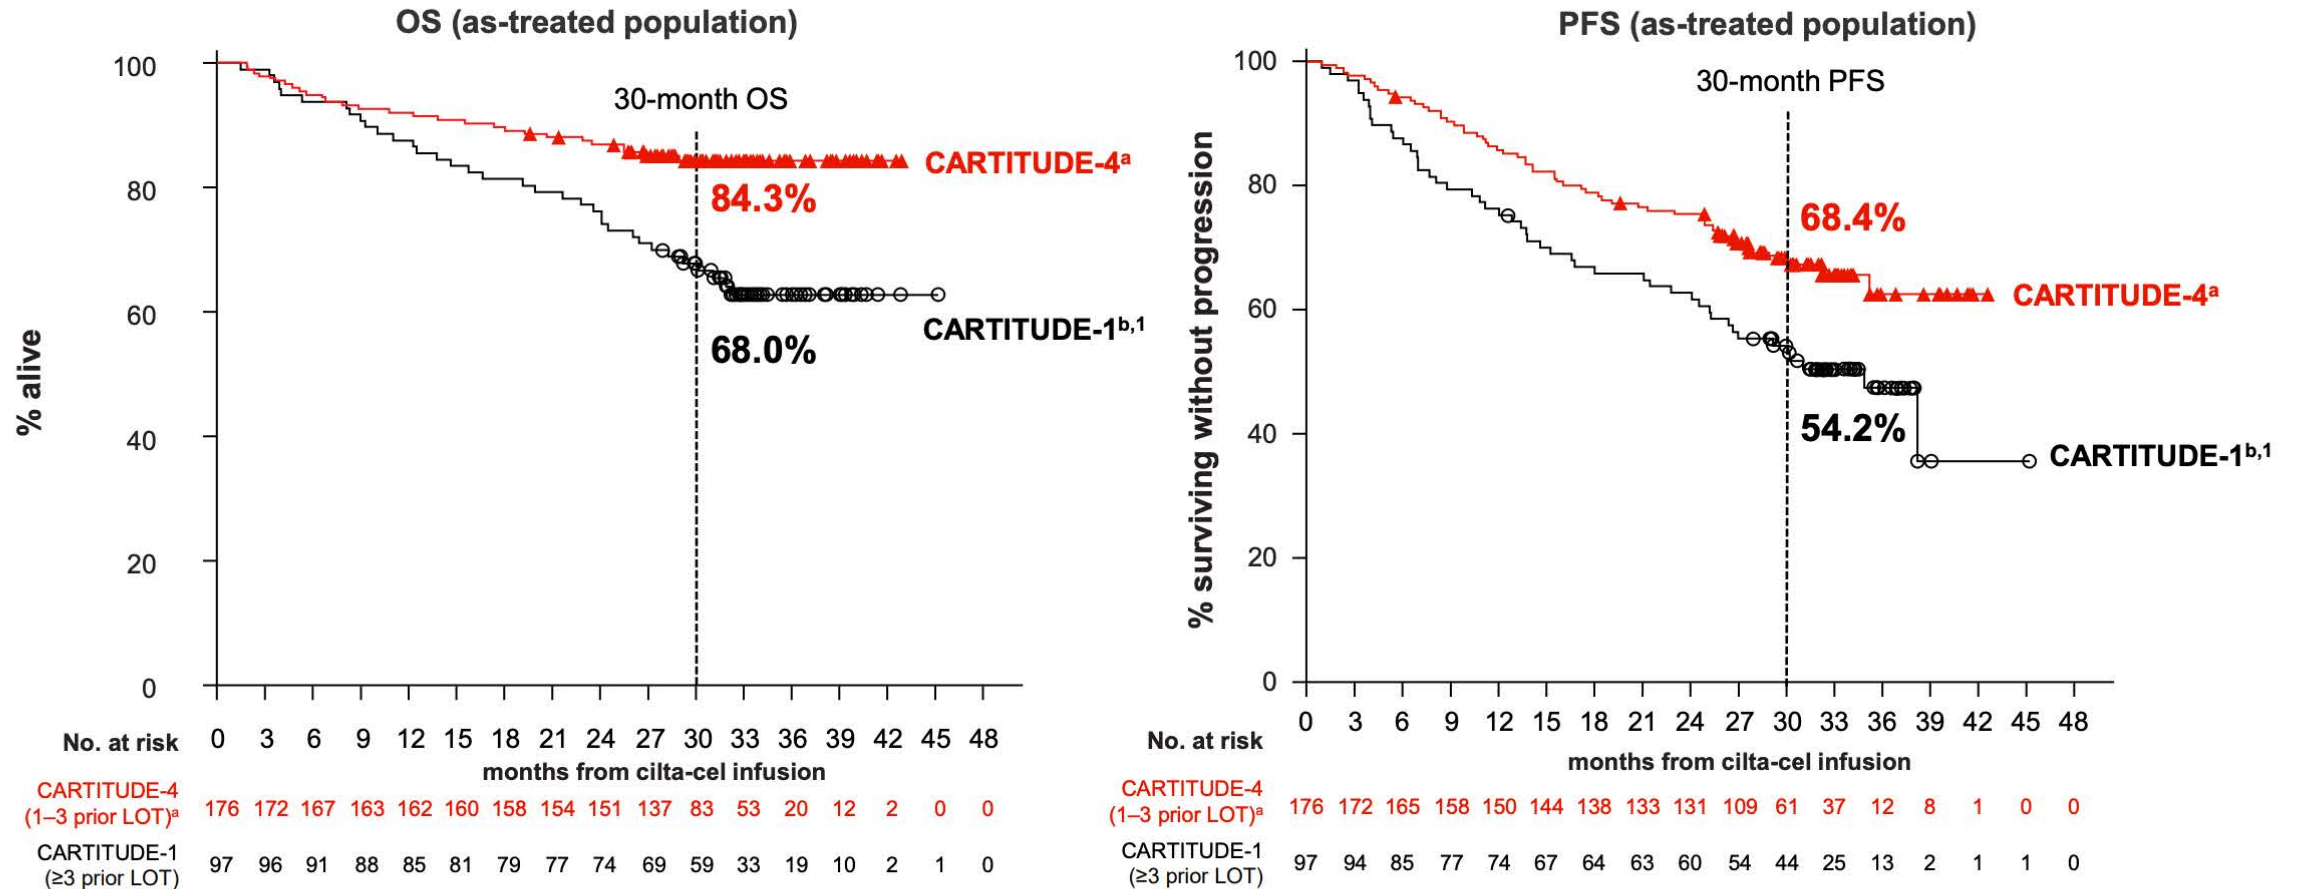 OS (as-treated population)
% alive
100
80
60
40
20
0
30-month OS
CARTITUDE-4ᵃ
84.3%
CARTITUDE-1ᵇ,¹
68.0%
No. at risk 0 3 6 9 12 15 18 21 24 27 30 33 36 39 42 45 48
months from cilta-cel infusion
CARTITUDE-4
(1–3 prior LOT)ᵃ 176 172 167 163 162 160 158 154 151 137 83 53 20 12 2 0 0
CARTITUDE-1
(≥3 prior LOT) 97 96 91 88 85 81 79 77 74 69 59 33 19 10 2 1 0
PFS (as-treated population)
% surviving without progression
100
80
60
40
20
0
30-month PFS
68.4%
CARTITUDE-4ᵃ
54.2%
CARTITUDE-1ᵇ,¹
0 3 6 9 12 15 18 21 24 27 30 33 36 39 42 45 48
No. at risk
months from cilta-cel infusion
CARTITUDE-4
(1–3 prior LOT)ᵃ 176 172 165 158 150 144 138 133 131 109 61 37 12 8 1 0 0
CARTITUDE-1
(≥3 prior LOT) 97 94 85 77 74 67 64 63 60 54 44 25 13 2 1 1 0